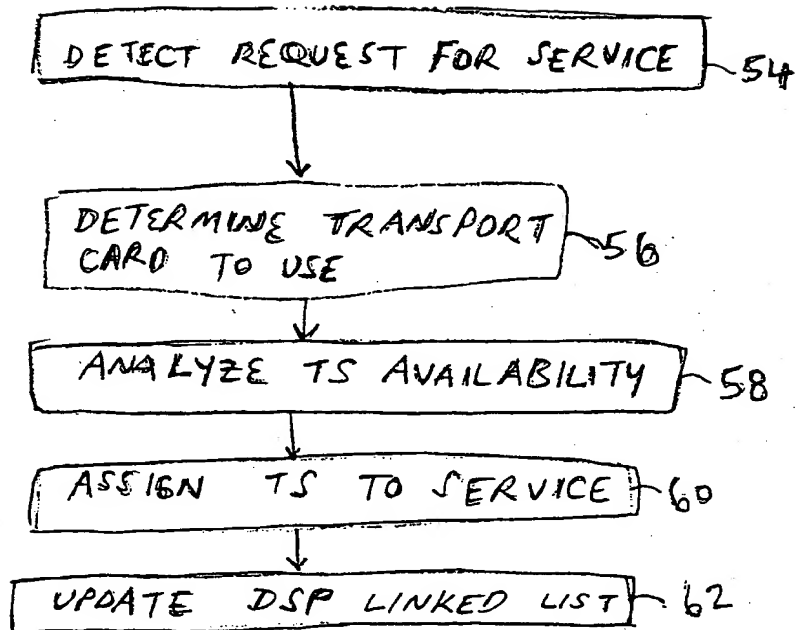 DETECT REQUEST FOR SERVICE 54
DETERMINE TRANSPORT
CARD TO USE 56
ANALYZE TS AVAILABILITY 58
ASSIGN TS TO SERVICE 60
UPDATE DSP LINKED LIST 62